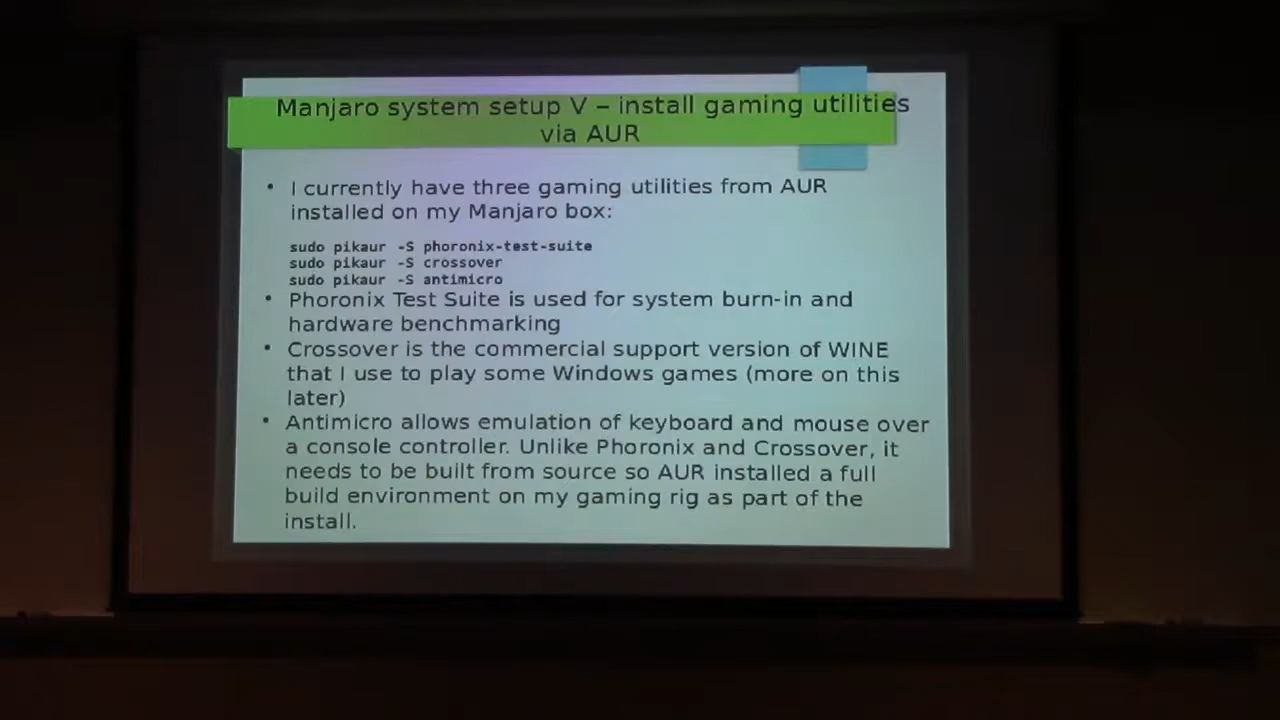 Manjaro system setup V – install gaming utilities
via AUR
• I currently have three gaming utilities from AUR
installed on my Manjaro box:
sudo pikaur -S phoronix-test-suite
sudo pikaur -S crossover
sudo pikaur -S antimicro
• Phoronix Test Suite is used for system burn-in and
hardware benchmarking
• Crossover is the commercial support version of WINE
that I use to play some Windows games (more on this
later)
• Antimicro allows emulation of keyboard and mouse over
a console controller. Unlike Phoronix and Crossover, it
needs to be built from source so AUR installed a full
build environment on my gaming rig as part of the
install.